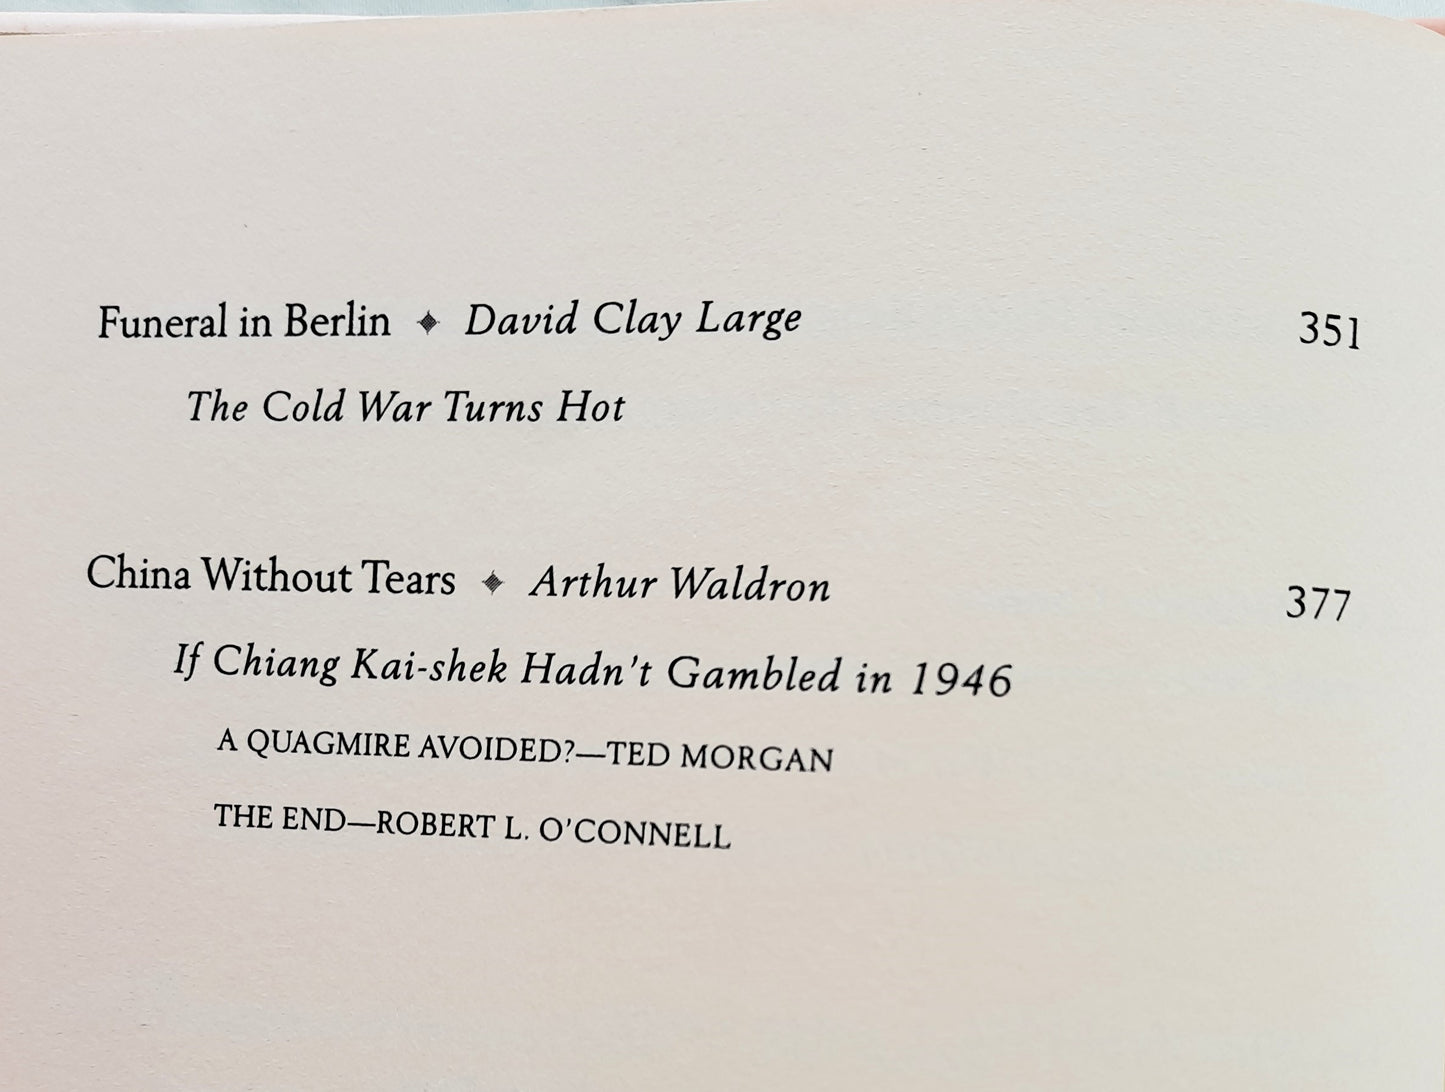 Funeral in Berlin ✦ David Clay Large 351
The Cold War Turns Hot
China Without Tears ✦ Arthur Waldron 377
If Chiang Kai-shek Hadn't Gambled in 1946
A QUAGMIRE AVOIDED?—TED MORGAN
THE END—ROBERT L. O'CONNELL